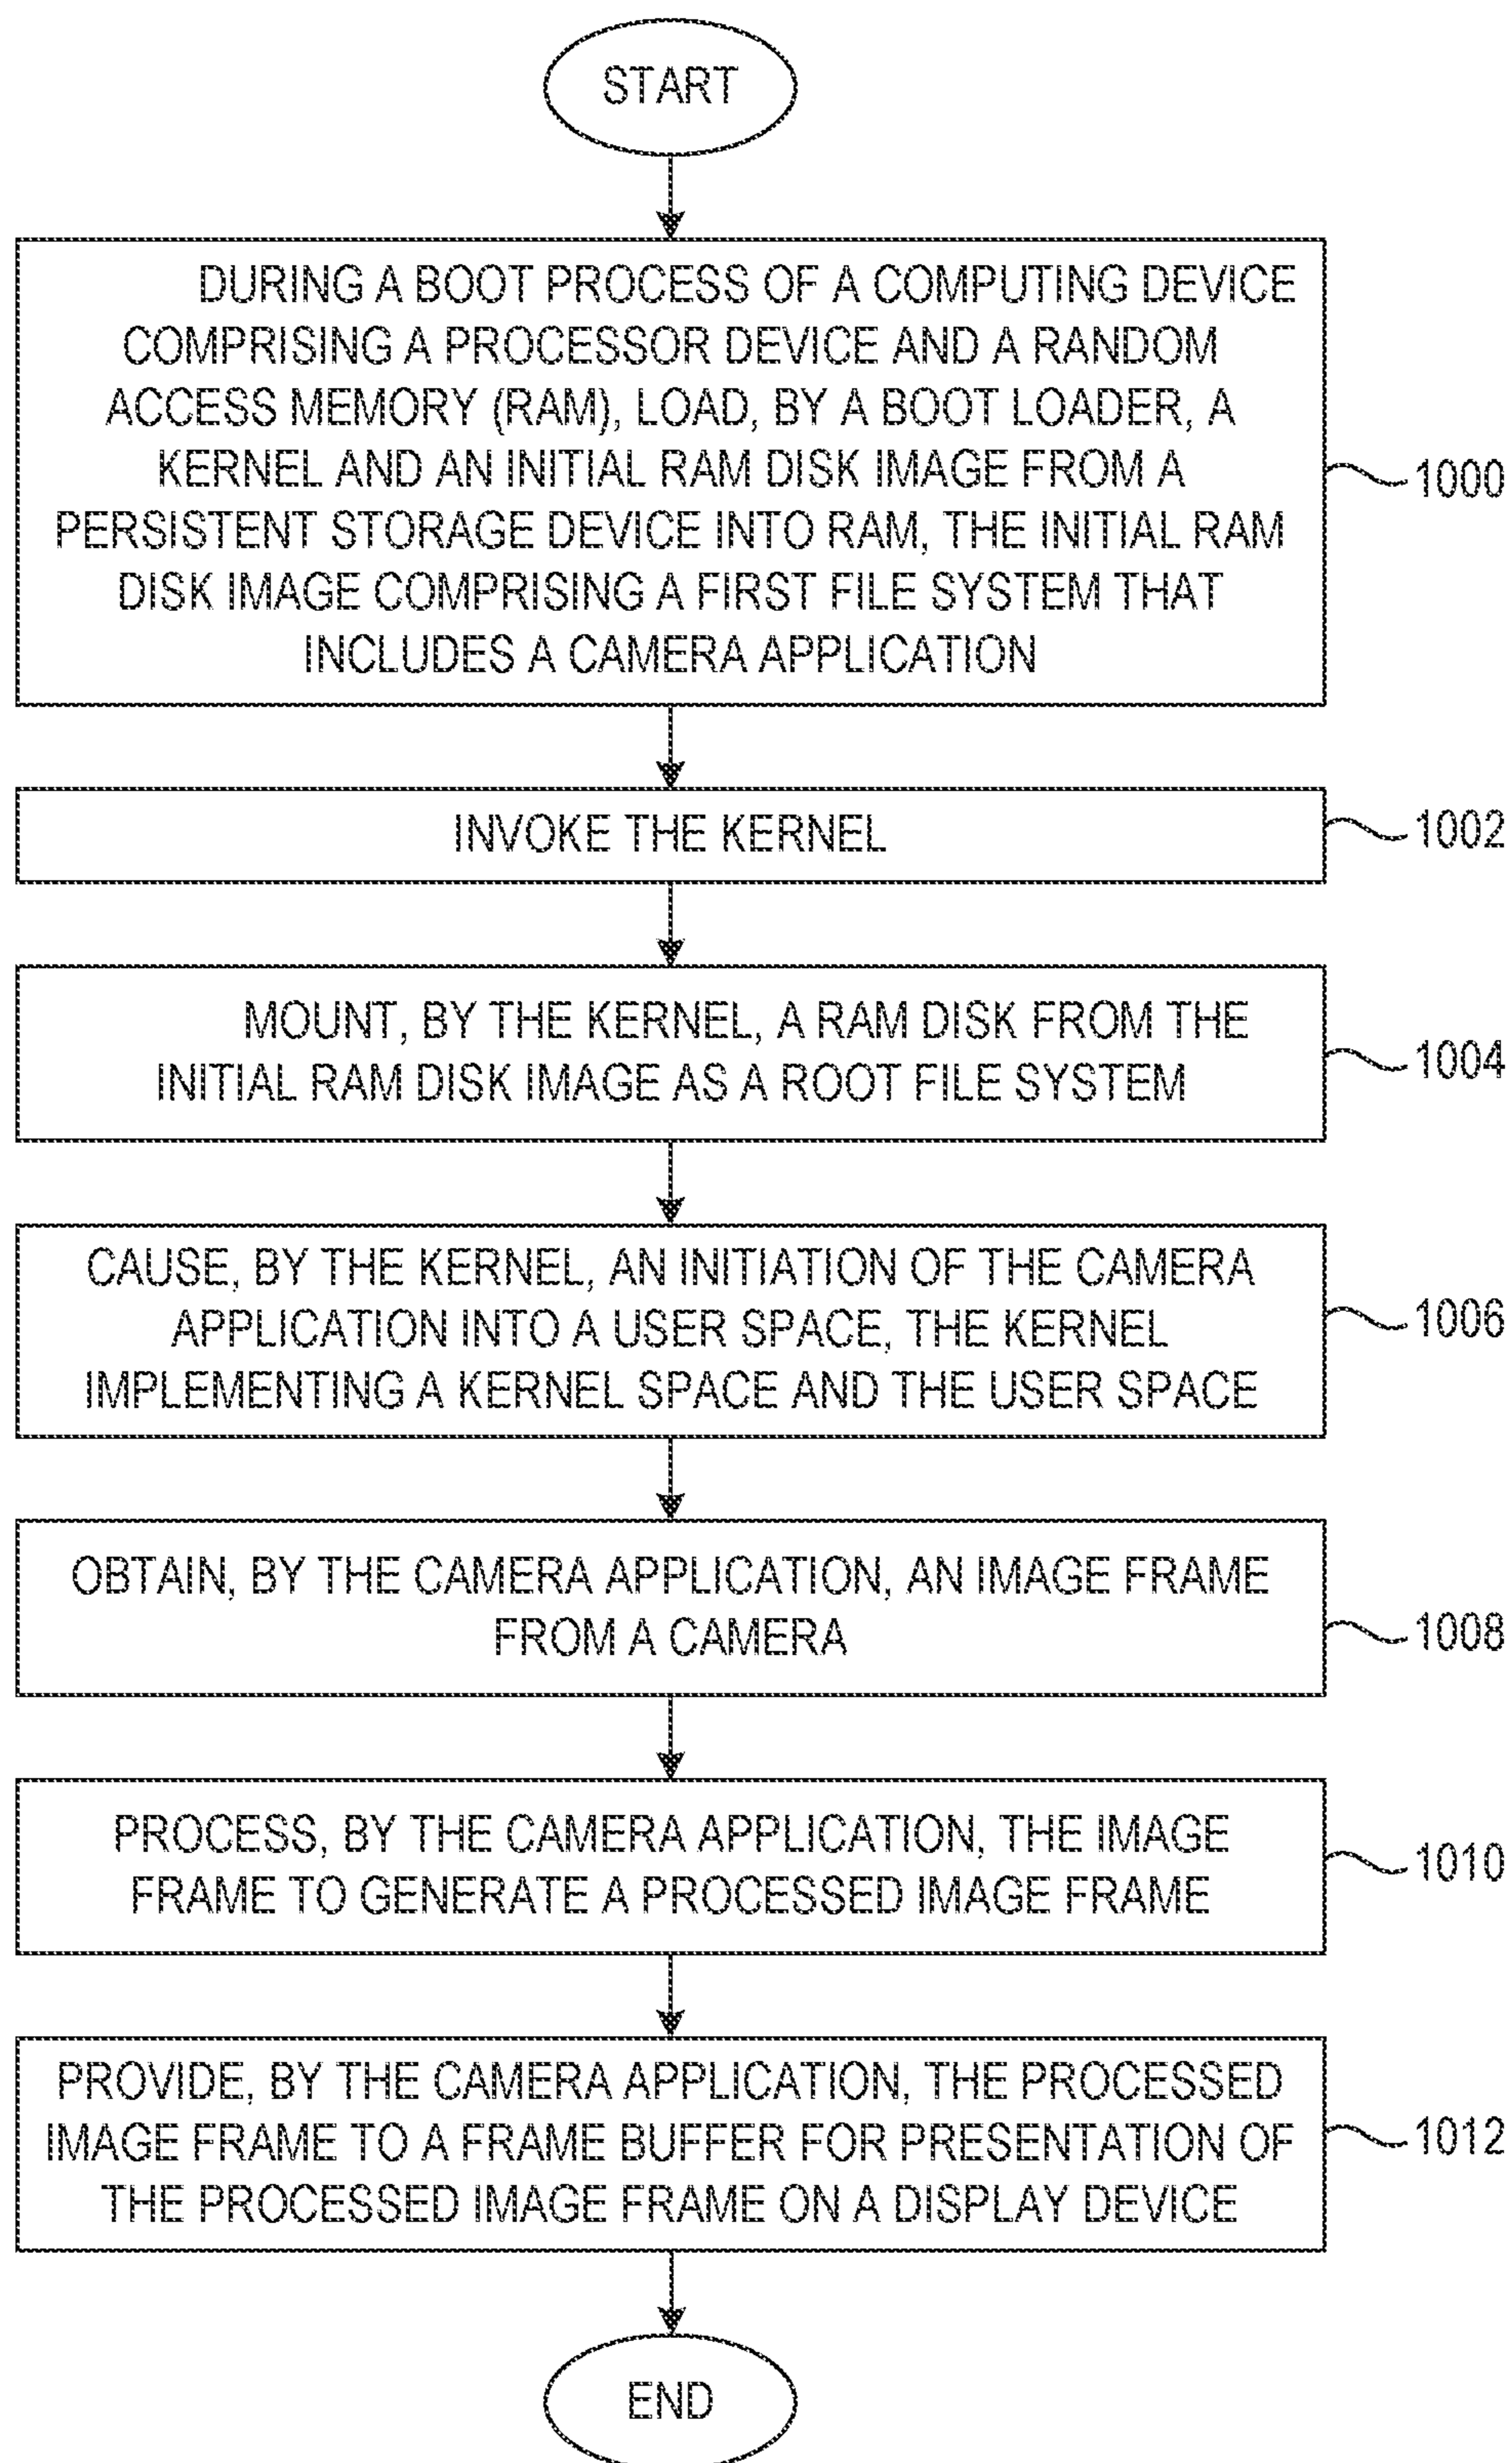 START
DURING A BOOT PROCESS OF A COMPUTING DEVICE
COMPRISING A PROCESSOR DEVICE AND A RANDOM
ACCESS MEMORY (RAM), LOAD, BY A BOOT LOADER, A
KERNEL AND AN INITIAL RAM DISK IMAGE FROM A
PERSISTENT STORAGE DEVICE INTO RAM, THE INITIAL RAM
DISK IMAGE COMPRISING A FIRST FILE SYSTEM THAT
INCLUDES A CAMERA APPLICATION
1000
INVOKE THE KERNEL
1002
MOUNT, BY THE KERNEL, A RAM DISK FROM THE
INITIAL RAM DISK IMAGE AS A ROOT FILE SYSTEM
1004
CAUSE, BY THE KERNEL, AN INITIATION OF THE CAMERA
APPLICATION INTO A USER SPACE, THE KERNEL
IMPLEMENTING A KERNEL SPACE AND THE USER SPACE
1006
OBTAIN, BY THE CAMERA APPLICATION, AN IMAGE FRAME
FROM A CAMERA
1008
PROCESS, BY THE CAMERA APPLICATION, THE IMAGE
FRAME TO GENERATE A PROCESSED IMAGE FRAME
1010
PROVIDE, BY THE CAMERA APPLICATION, THE PROCESSED
IMAGE FRAME TO A FRAME BUFFER FOR PRESENTATION OF
THE PROCESSED IMAGE FRAME ON A DISPLAY DEVICE
1012
END